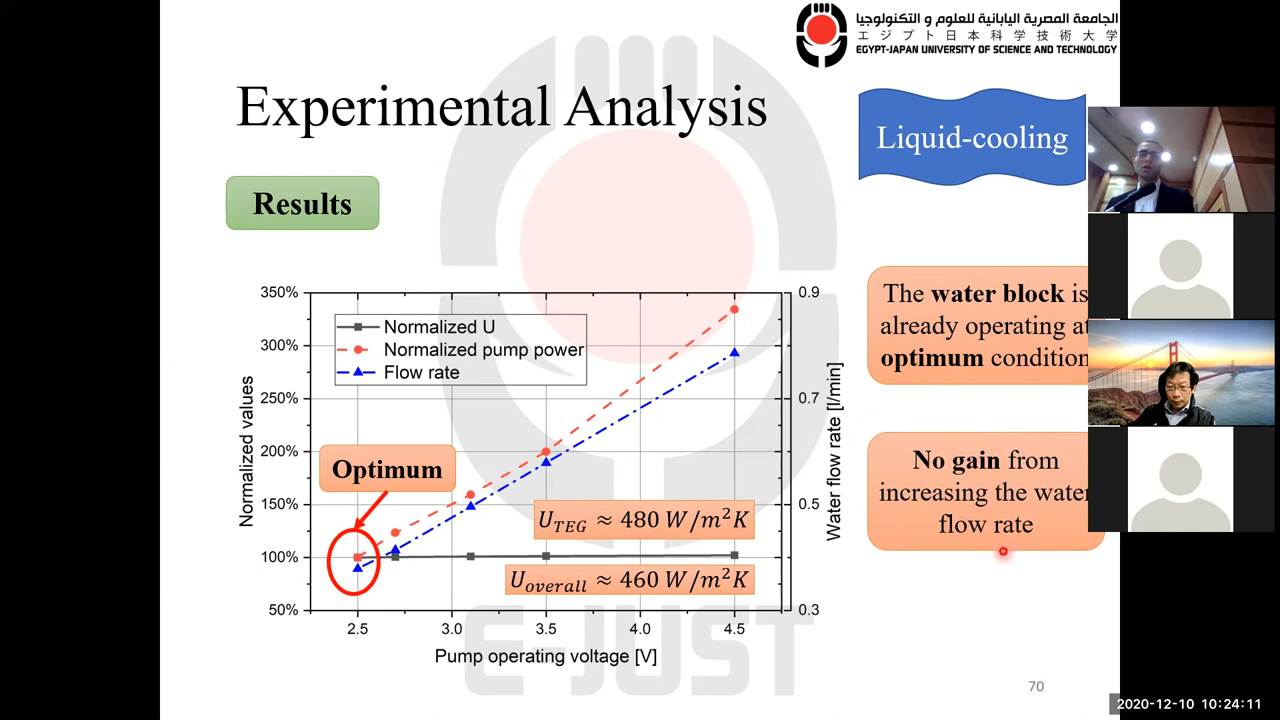 الجامعة المصرية اليابانية للعلوم و التكنولوجيا
エジプト日本科学技術大学
EGYPT-JAPAN UNIVERSITY OF SCIENCE AND TECHNOLOGY
Experimental Analysis
Liquid-cooling
Results
The water block is
already operating at
optimum condition
No gain from
increasing the water
flow rate
350%
300%
250%
200%
150%
100%
50%
Normalized values
Normalized U
Normalized pump power
Flow rate
Optimum
U_TEG ≈ 480 W/m²K
U_overall ≈ 460 W/m²K
0.9
0.7
0.5
0.3
Water flow rate [l/min]
2.5 3.0 3.5 4.0 4.5
Pump operating voltage [V]
E-JUST
70
2020-12-10 10:24:11